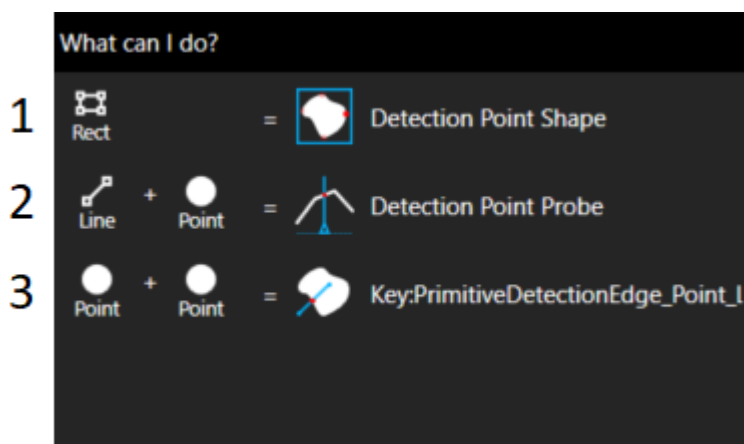 What can I do?
1 Rect = Detection Point Shape
2 Line + Point = Detection Point Probe
3 Point + Point = Key:PrimitiveDetectionEdge_Point_